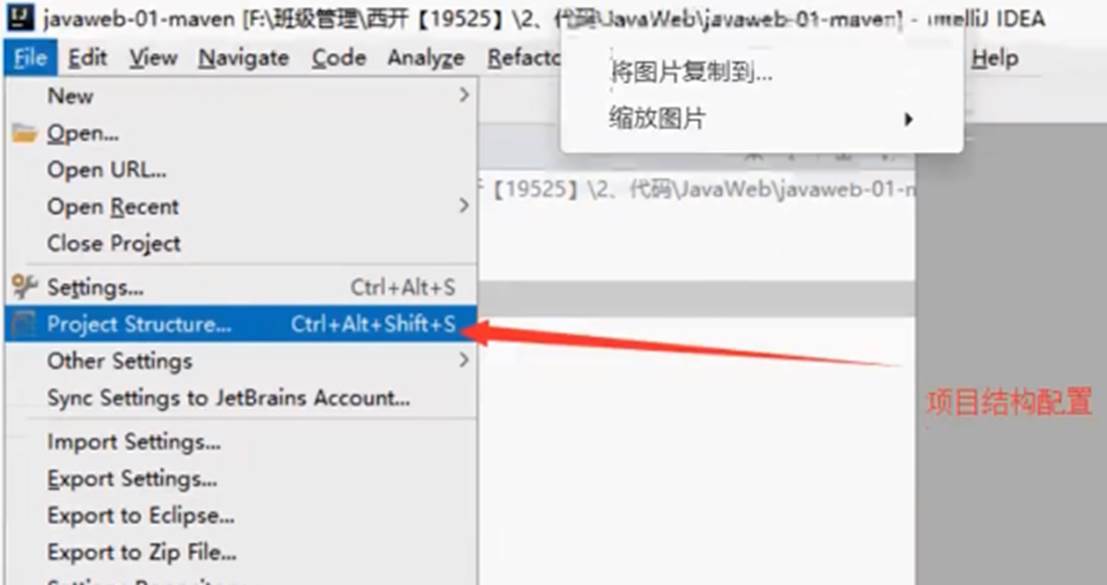 javaweb-01-maven [F:\班级管理\西开【19525】\2、代码\JavaWeb\javaweb-01-maven] - IntelliJ IDEA
File Edit View Navigate Code Analyze Refacto Help
将图片复制到...
缩放图片
New
Open...
Open URL...
Open Recent
Close Project
【19525】\2、代码\JavaWeb\javaweb-01-m
Settings... Ctrl+Alt+S
Project Structure... Ctrl+Alt+Shift+S
Other Settings
Sync Settings to JetBrains Account...
项目结构配置
Import Settings...
Export Settings...
Export to Eclipse...
Export to Zip File...